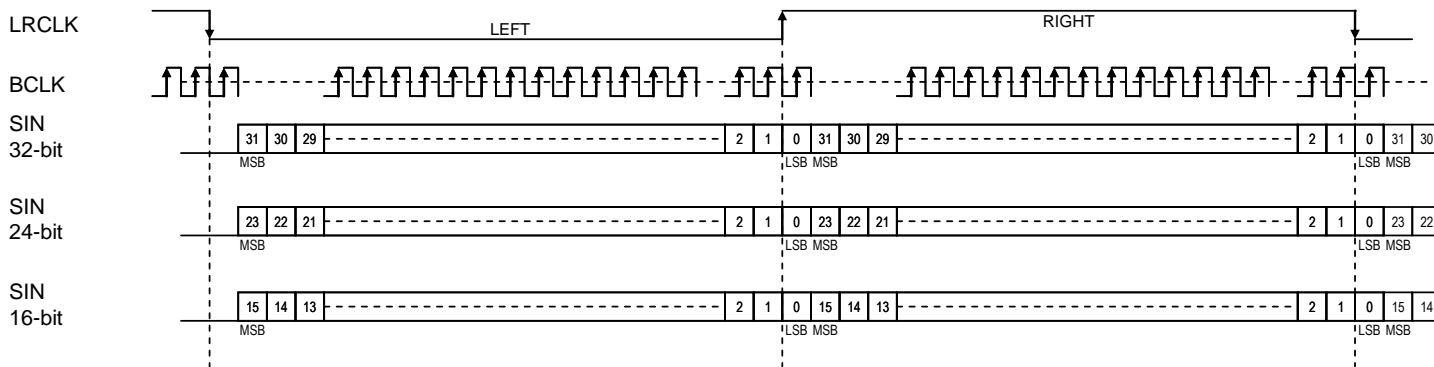 LRCLK
LEFT
RIGHT
BCLK
SIN
32-bit
31 30 29 2 1 0 31 30 29 2 1 0 31 30
MSB LSB MSB LSB MSB
SIN
24-bit
23 22 21 2 1 0 23 22 21 2 1 0 23 22
MSB LSB MSB LSB MSB
SIN
16-bit
15 14 13 2 1 0 15 14 13 2 1 0 15 14
MSB LSB MSB LSB MSB